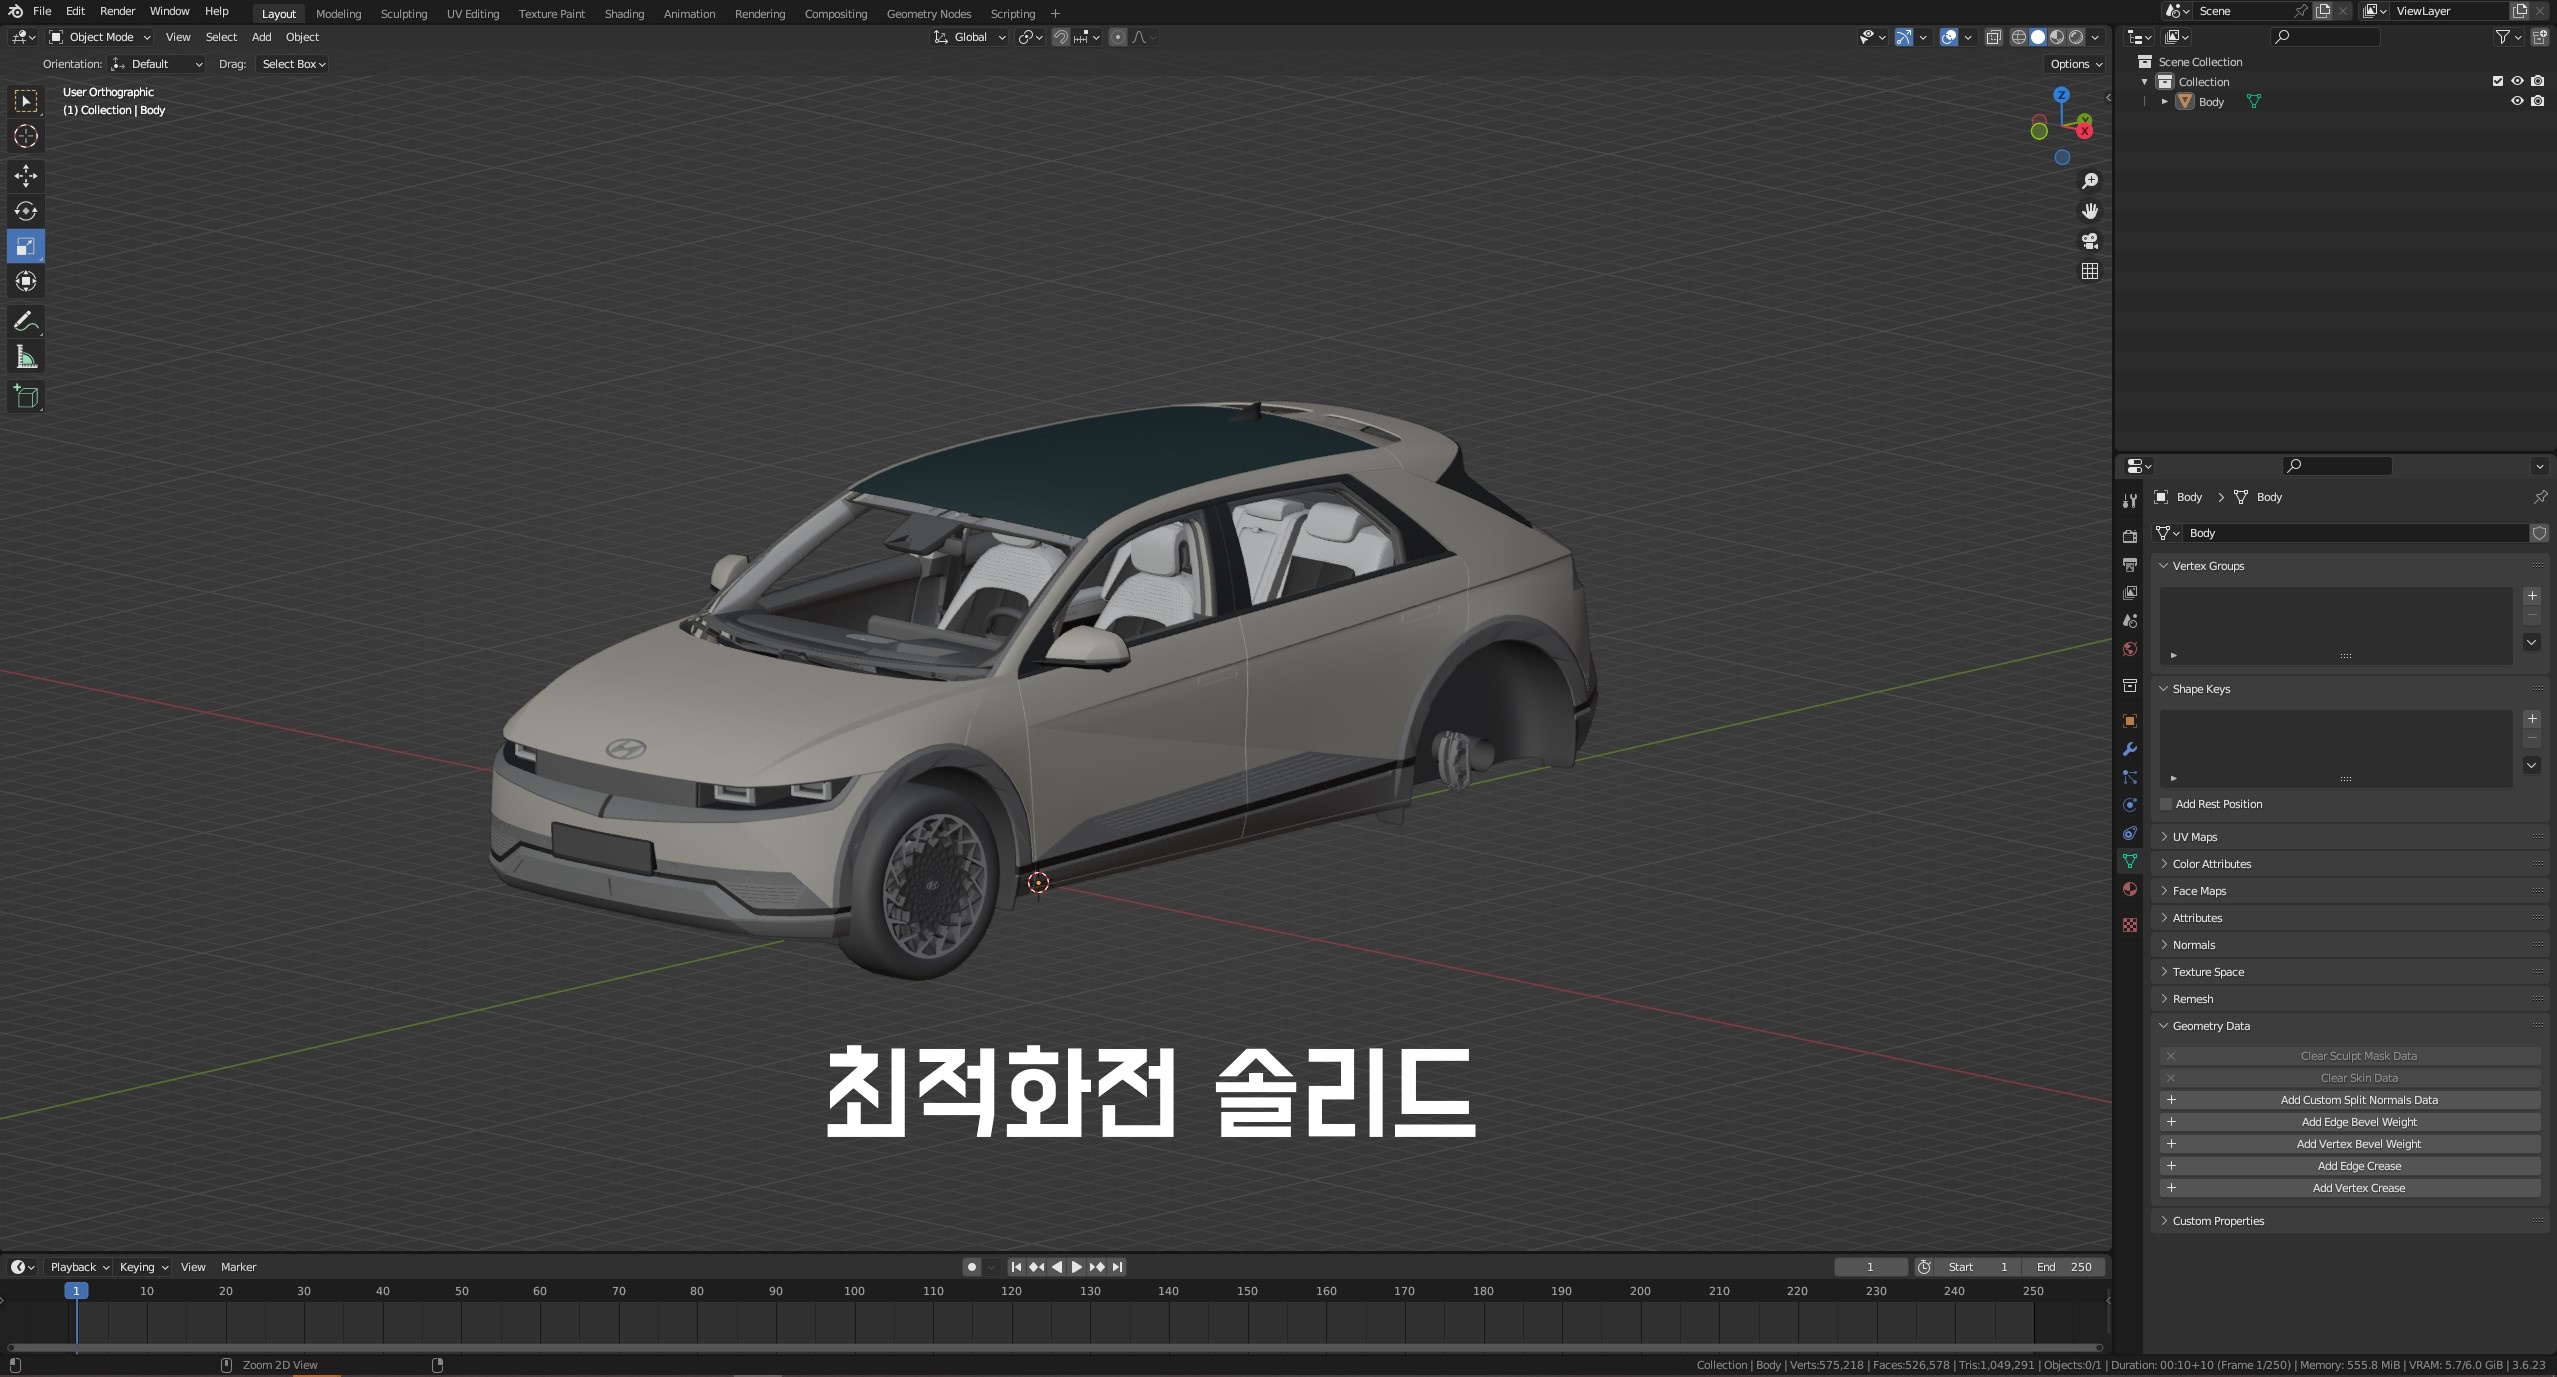 File Edit Render Window Help Layout Modeling Sculpting UV Editing Texture Paint Shading Animation Rendering Compositing Geometry Nodes Scripting + Scene ViewLayer
Object Mode View Select Add Object Global
Orientation: Default Drag: Select Box Options
User Orthographic
(1) Collection | Body
Z
Y
X
Scene Collection
Collection
Body
Body > Body
Body
Vertex Groups
Shape Keys
Add Rest Position
UV Maps
Color Attributes
Face Maps
Attributes
Normals
Texture Space
Remesh
Geometry Data
Clear Sculpt Mask Data
Clear Skin Data
Add Custom Split Normals Data
Add Edge Bevel Weight
Add Vertex Bevel Weight
Add Edge Crease
Add Vertex Crease
Custom Properties
최적화전 솔리드
Playback Keying View Marker 1 Start 1 End 250
1 10 20 30 40 50 60 70 80 90 100 110 120 130 140 150 160 170 180 190 200 210 220 230 240 250
Zoom 2D View
Collection | Body | Verts:575,218 | Faces:526,578 | Tris:1,049,291 | Objects:0/1 | Duration: 00:10+10 (Frame 1/250) | Memory: 555.8 MiB | VRAM: 5.7/6.0 GiB | 3.6.23